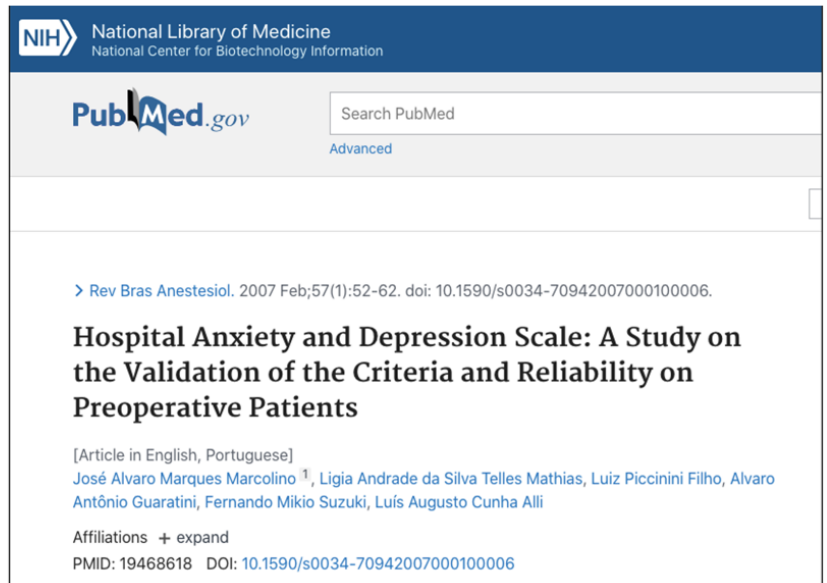 NIH
National Library of Medicine
National Center for Biotechnology Information
PubMed.gov
Search PubMed
Advanced
Rev Bras Anestesiol. 2007 Feb;57(1):52-62. doi: 10.1590/s0034-70942007000100006.
Hospital Anxiety and Depression Scale: A Study on
the Validation of the Criteria and Reliability on
Preoperative Patients
[Article in English, Portuguese]
José Alvaro Marques Marcolino 1, Ligia Andrade da Silva Telles Mathias, Luiz Piccinini Filho, Alvaro
Antônio Guaratini, Fernando Mikio Suzuki, Luís Augusto Cunha Alli
Affiliations + expand
PMID: 19468618 DOI: 10.1590/s0034-70942007000100006